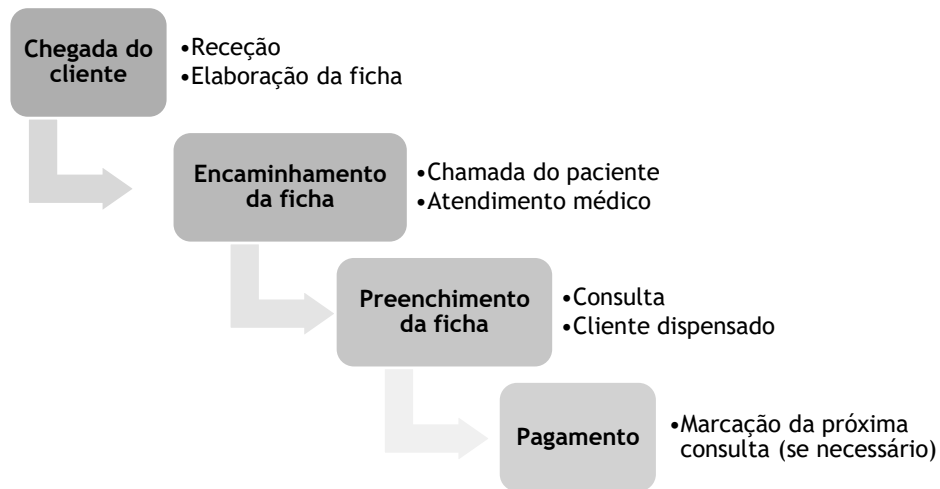 Chegada do
cliente
•Receção
•Elaboração da ficha
Encaminhamento
da ficha
•Chamada do paciente
•Atendimento médico
Preenchimento
da ficha
•Consulta
•Cliente dispensado
Pagamento
•Marcação da próxima
consulta (se necessário)